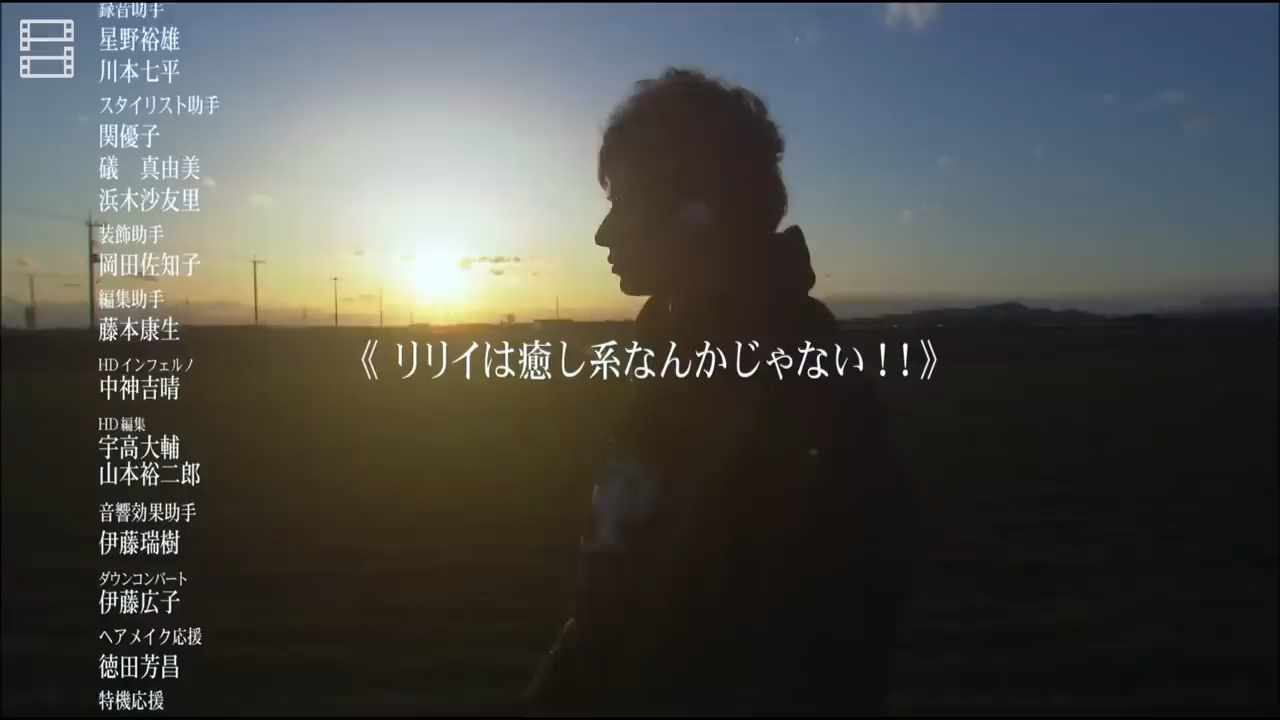 録音助手
星野裕雄
川本七平
スタイリスト助手
関優子
礒　真由美
浜木沙友里
装飾助手
岡田佐知子
編集助手
藤本康生
HDインフェルノ
中神吉晴
HD編集
宇高大輔
山本裕二郎
音響効果助手
伊藤瑞樹
ダウンコンバート
伊藤広子
ヘアメイク応援
徳田芳昌
特機応援
《 リリイは癒し系なんかじゃない！！》